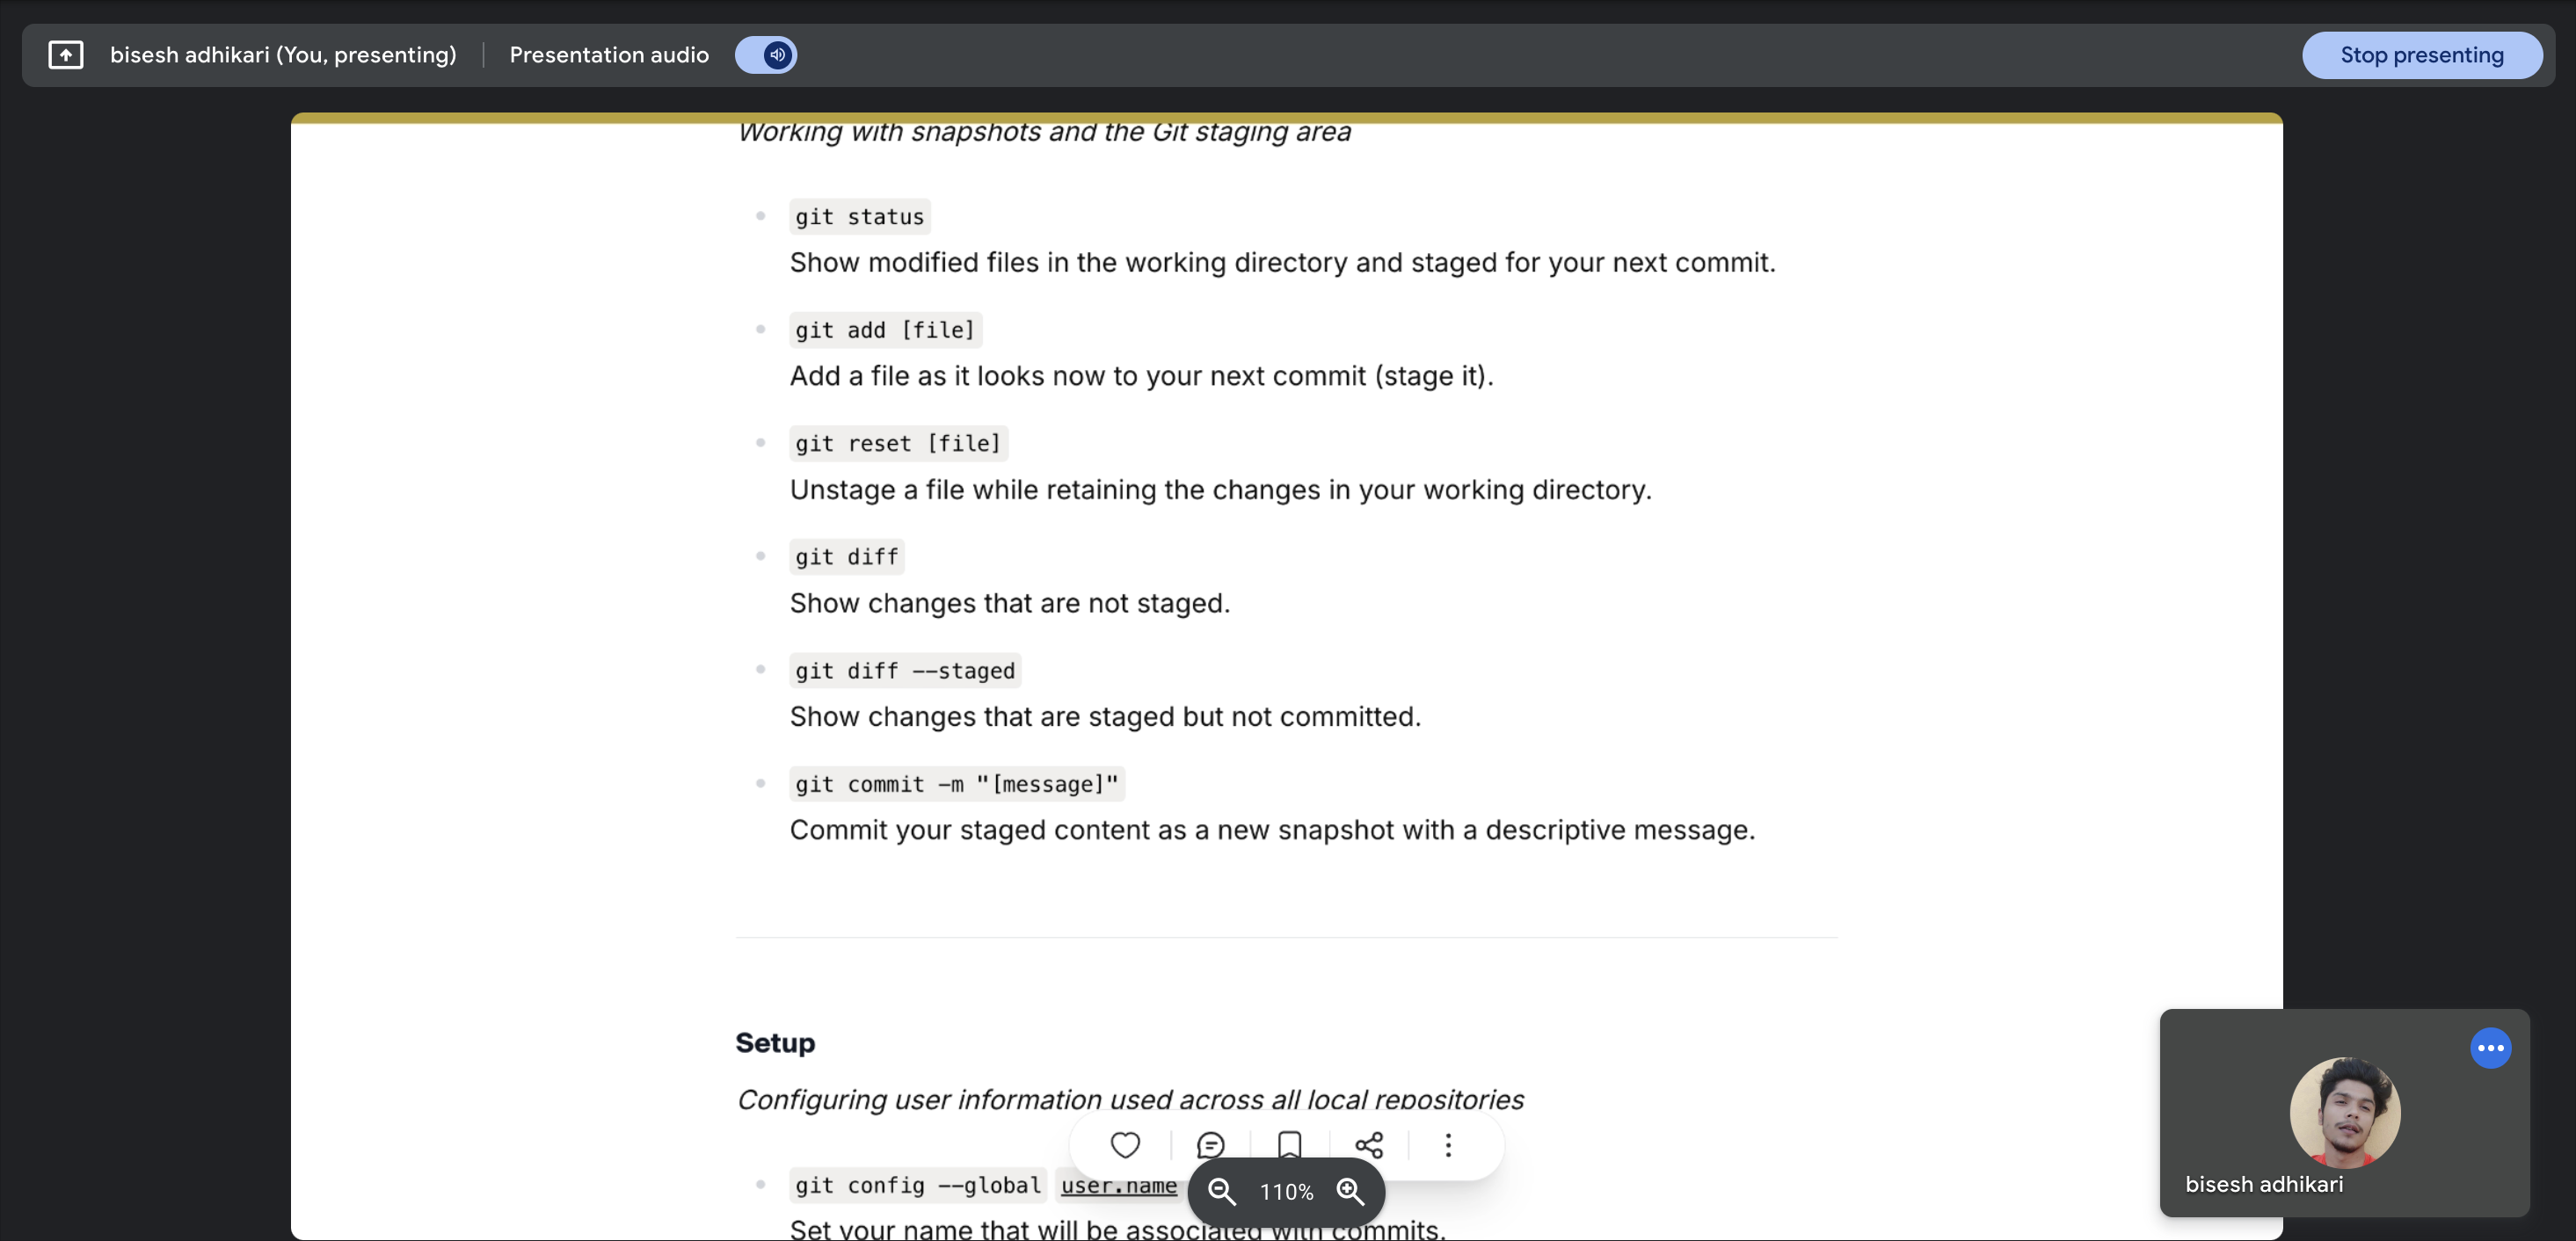 bisesh adhikari (You, presenting)
Presentation audio
Stop presenting
Working with snapshots and the Git staging area
git status
Show modified files in the working directory and staged for your next commit.
git add [file]
Add a file as it looks now to your next commit (stage it).
git reset [file]
Unstage a file while retaining the changes in your working directory.
git diff
Show changes that are not staged.
git diff --staged
Show changes that are staged but not committed.
git commit -m "[message]"
Commit your staged content as a new snapshot with a descriptive message.
Setup
Configuring user information used across all local repositories
git config --global user.name
110%
Set your name that will be associated with commits.
bisesh adhikari